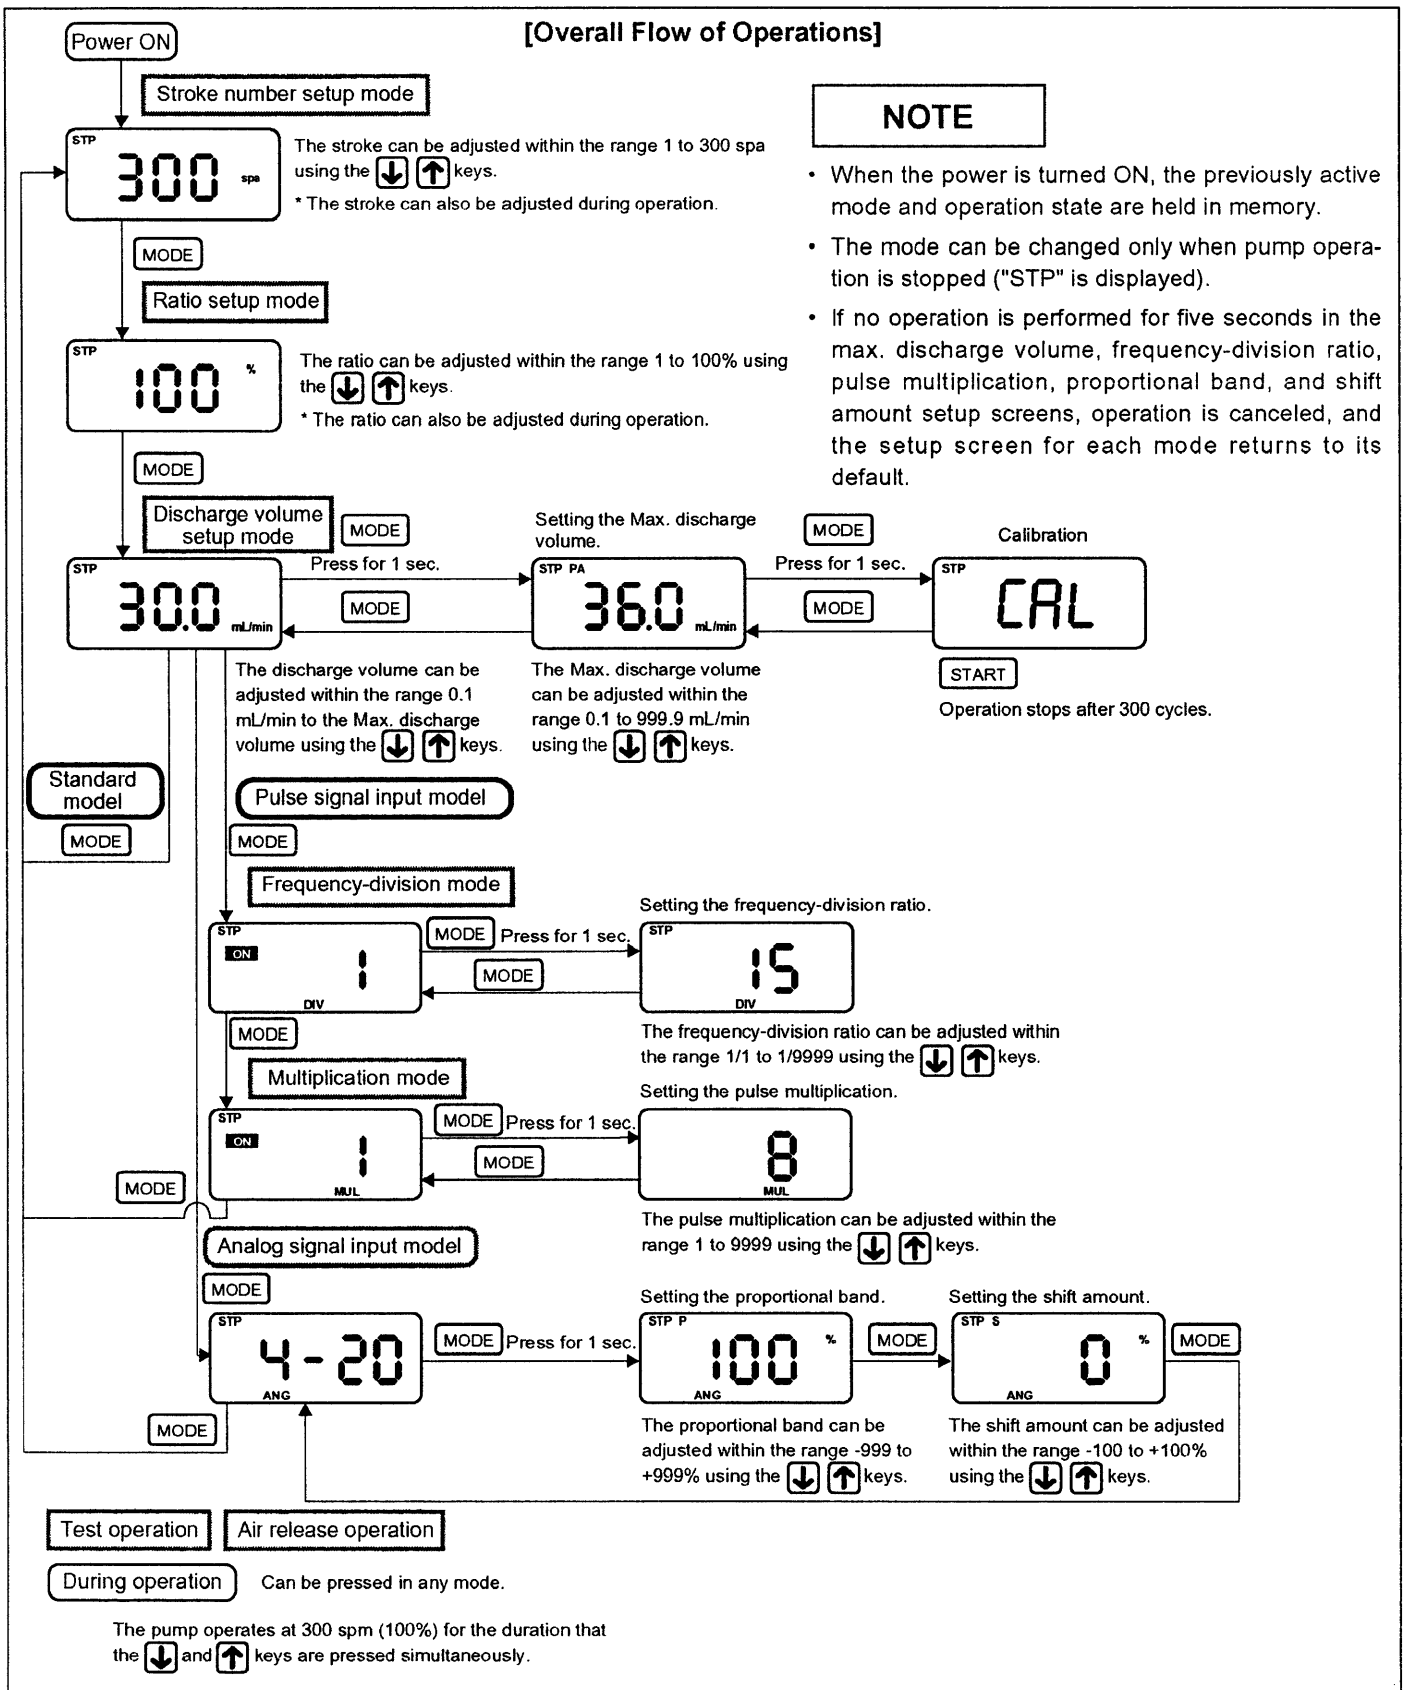 [Overall Flow of Operations]
Power ON
Stroke number setup mode
STP
300 spa
The stroke can be adjusted within the range 1 to 300 spa
using the ↓ ↑ keys.
* The stroke can also be adjusted during operation.
MODE
Ratio setup mode
STP
100 %
The ratio can be adjusted within the range 1 to 100% using
the ↓ ↑ keys.
* The ratio can also be adjusted during operation.
MODE
NOTE
• When the power is turned ON, the previously active
mode and operation state are held in memory.
• The mode can be changed only when pump opera-
tion is stopped ("STP" is displayed).
• If no operation is performed for five seconds in the
max. discharge volume, frequency-division ratio,
pulse multiplication, proportional band, and shift
amount setup screens, operation is canceled, and
the setup screen for each mode returns to its
default.
Discharge volume
setup mode
STP
30.0 mL/min
MODE
Press for 1 sec.
MODE
The discharge volume can be
adjusted within the range 0.1
mL/min to the Max. discharge
volume using the ↓ ↑ keys.
Setting the Max. discharge
volume.
STP PA
36.0 mL/min
The Max. discharge volume
can be adjusted within the
range 0.1 to 999.9 mL/min
using the ↓ ↑ keys.
MODE
Press for 1 sec.
MODE
Calibration
STP
CAL
START
Operation stops after 300 cycles.
Standard
model
MODE
Pulse signal input model
MODE
Frequency-division mode
STP
ON 1
DIV
MODE Press for 1 sec.
MODE
Setting the frequency-division ratio.
STP
15
DIV
The frequency-division ratio can be adjusted within
the range 1/1 to 1/9999 using the ↓ ↑ keys.
MODE
Multiplication mode
STP
ON 1
MUL
MODE Press for 1 sec.
MODE
Setting the pulse multiplication.
8
MUL
The pulse multiplication can be adjusted within the
range 1 to 9999 using the ↓ ↑ keys.
MODE
Analog signal input model
MODE
STP
4-20
ANG
MODE Press for 1 sec.
Setting the proportional band.
STP P
100 %
ANG
The proportional band can be
adjusted within the range -999 to
+999% using the ↓ ↑ keys.
MODE
Setting the shift amount.
STP S
0 %
ANG
The shift amount can be adjusted
within the range -100 to +100%
using the ↓ ↑ keys.
MODE
MODE
Test operation
Air release operation
During operation
Can be pressed in any mode.
The pump operates at 300 spm (100%) for the duration that
the ↓ and ↑ keys are pressed simultaneously.